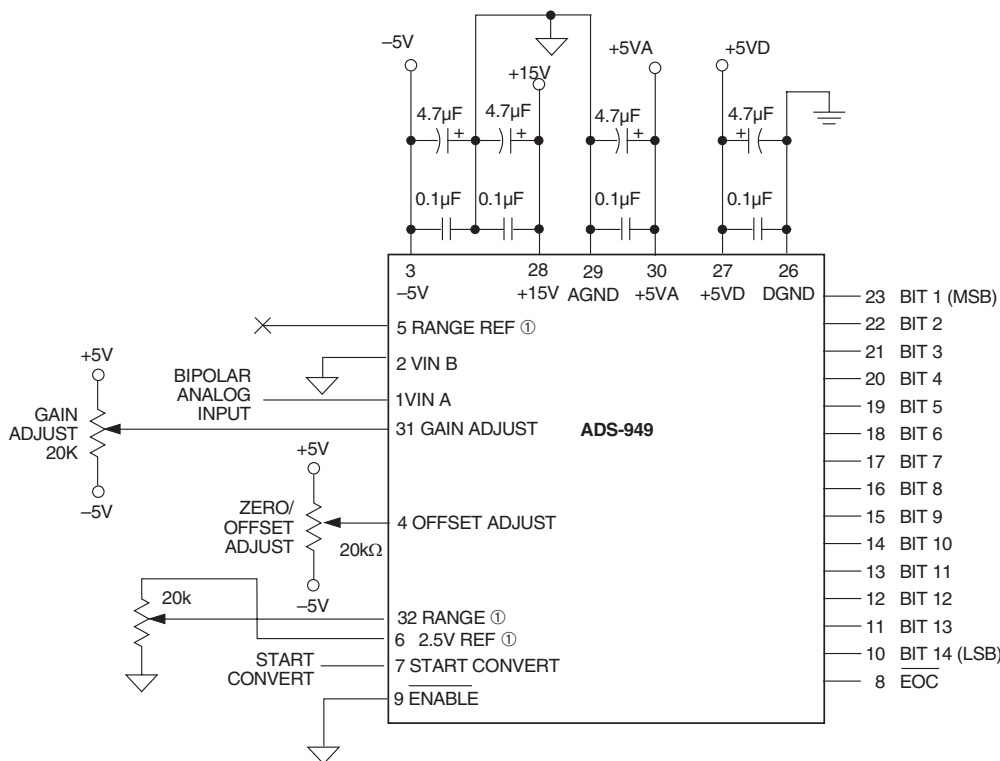 –5V
+15V
+5VA
+5VD
4.7µF
+
4.7µF
+
4.7µF
+
4.7µF
+
0.1µF
0.1µF
0.1µF
0.1µF
3
–5V
28
+15V
29
AGND
30
+5VA
27
+5VD
26
DGND
5 RANGE REF ①
2 VIN B
BIPOLAR
ANALOG
INPUT
1VIN A
+5V
GAIN
ADJUST
20K
–5V
31 GAIN ADJUST
ADS-949
+5V
ZERO/
OFFSET
ADJUST
20kΩ
–5V
4 OFFSET ADJUST
20k
32 RANGE ①
6 2.5V REF ①
START
CONVERT
7 START CONVERT
9 ENABLE
23 BIT 1 (MSB)
22 BIT 2
21 BIT 3
20 BIT 4
19 BIT 5
18 BIT 6
17 BIT 7
16 BIT 8
15 BIT 9
14 BIT 10
13 BIT 11
12 BIT 12
11 BIT 13
10 BIT 14 (LSB)
8 EOC